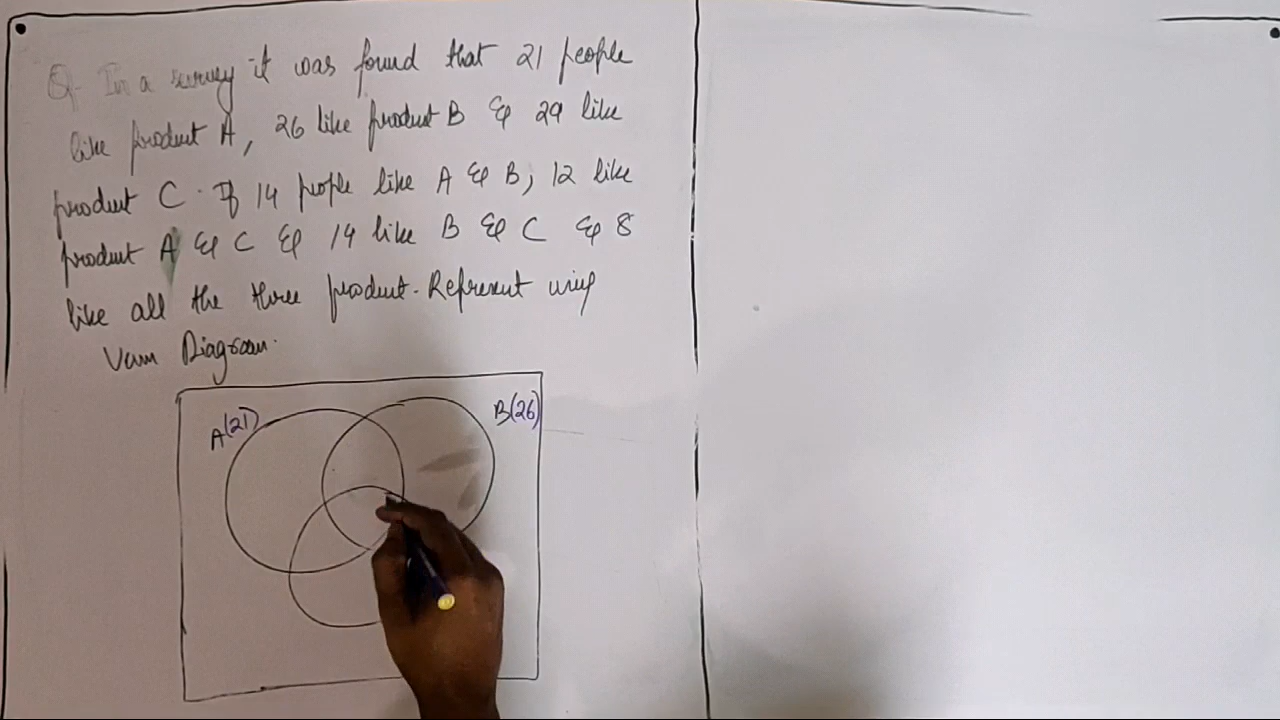 Q. In a survey it was found that 21 people
like product A, 26 like product B & 29 like
product C. If 14 people like A & B, 12 like
product A & C & 14 like B & C & 8
like all the three product. Represent using
Venn Diagram.
A(21)
B(26)